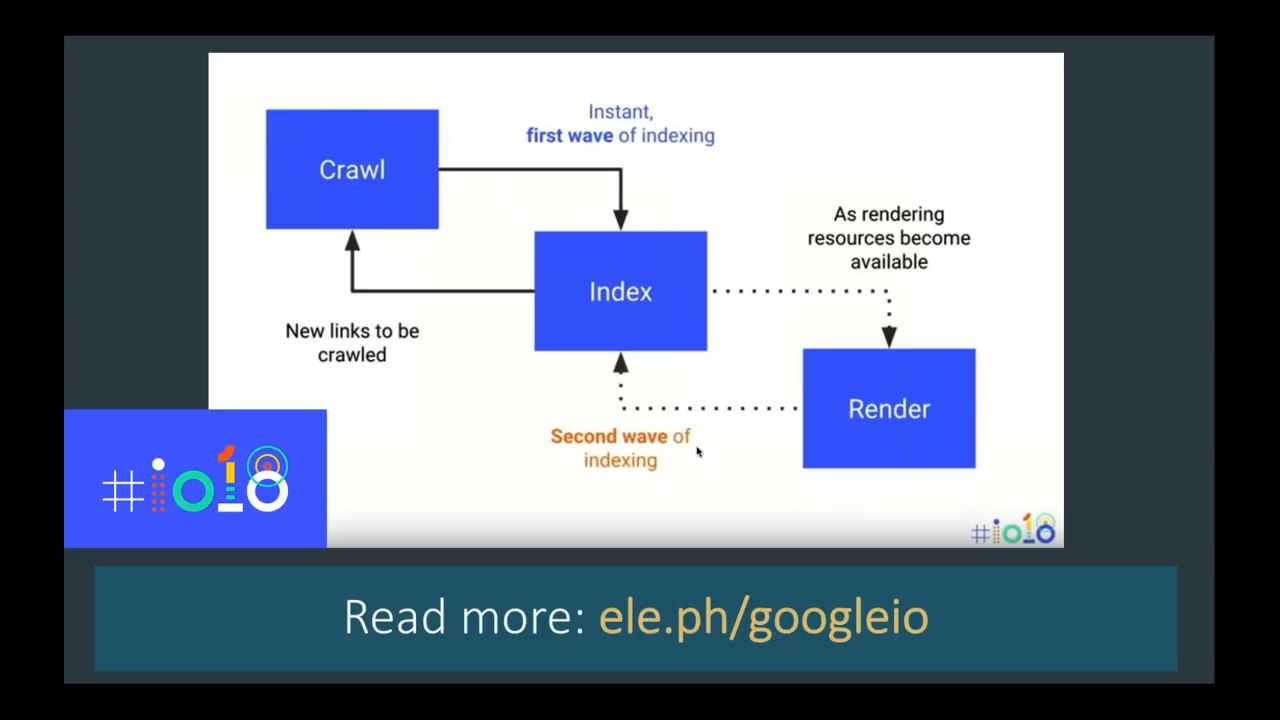 Crawl
Instant,
first wave of indexing
As rendering
resources become
available
Index
New links to be
crawled
Render
Second wave of
indexing
#io18
#io18
Read more: ele.ph/googleio